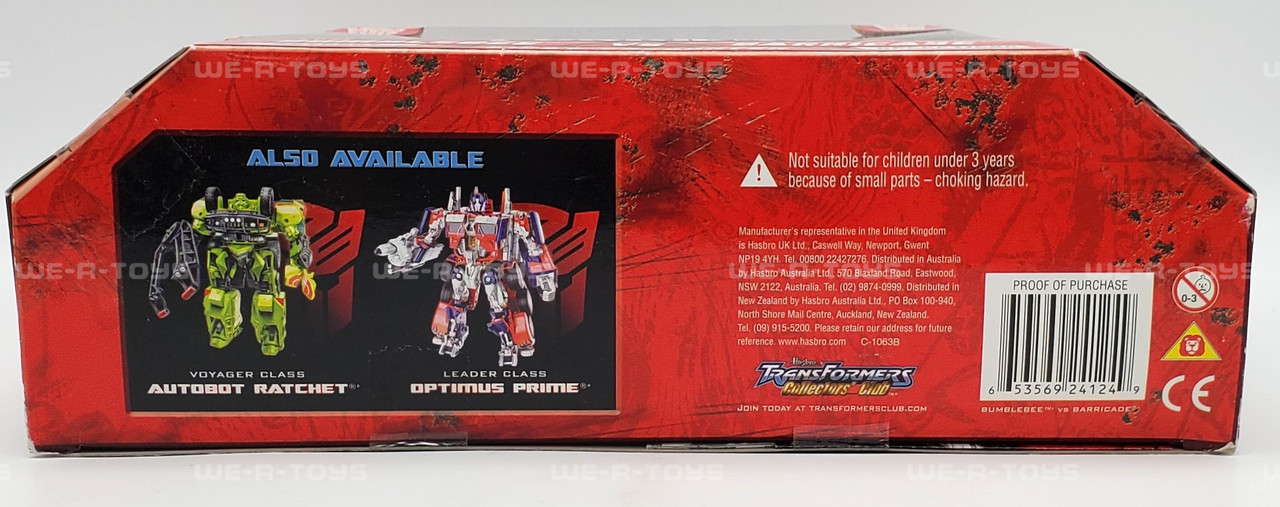 WE-R-TOYS
ALSO AVAILABLE
VOYAGER CLASS
AUTOBOT RATCHET®*
LEADER CLASS
OPTIMUS PRIME®*
Not suitable for children under 3 years
because of small parts – choking hazard.
Manufacturer's representative in the United Kingdom
is Hasbro UK Ltd., Caswell Way, Newport, Gwent
NP19 4YH. Tel. 00800 22427276. Distributed in Australia
by Hasbro Australia Ltd., 570 Blaxland Road, Eastwood,
NSW 2122, Australia. Tel. (02) 9874-0999. Distributed in
New Zealand by Hasbro Australia Ltd., PO Box 100-940,
North Shore Mail Centre, Auckland, New Zealand.
Tel. (09) 915-5200. Please retain our address for future
reference. www.hasbro.com C-1063B
Hasbro
TRANSFORMERS
Collectors' Club™
JOIN TODAY AT TRANSFORMERSCLUB.COM
PROOF OF PURCHASE
6 53569 24124 9
BUMBLEBEE™* VS BARRICADE™
0-3
CE